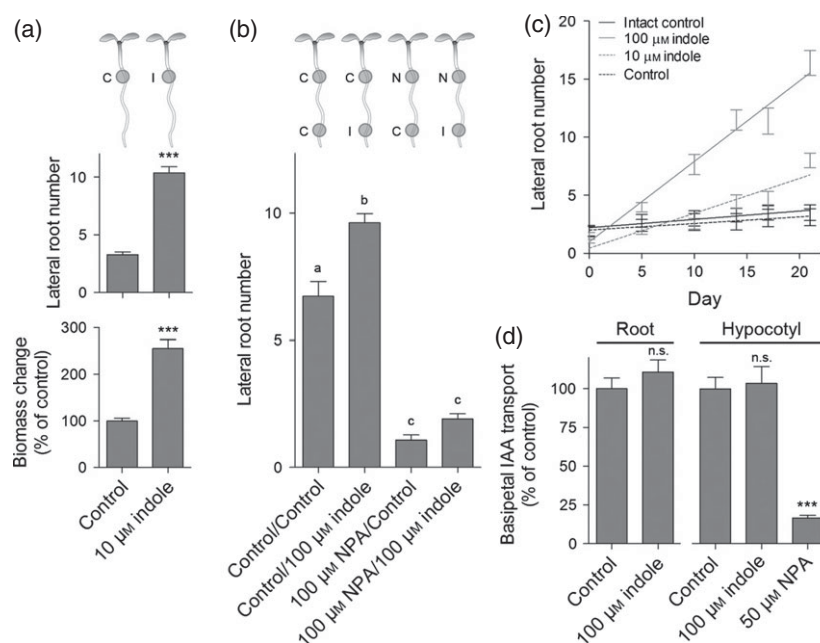 (a)
C I
Lateral root number
10
5
0
***
Biomass change
(% of control)
300
200
100
0
***
Control
10 μM indole
(b)
C C N N
C I C I
Lateral root number
10
5
0
a
b
c
c
Control/Control
Control/100 μM indole
100 μM NPA/Control
100 μM NPA/100 μM indole
(c)
Intact control
100 μM indole
10 μM indole
Control
Lateral root number
20
15
10
5
0
0 5 10 15 20
Day
(d)
Root Hypocotyl
n.s.
n.s.
***
Basipetal IAA transport
(% of control)
100
75
50
25
0
Control
100 μM indole
Control
100 μM indole
50 μM NPA